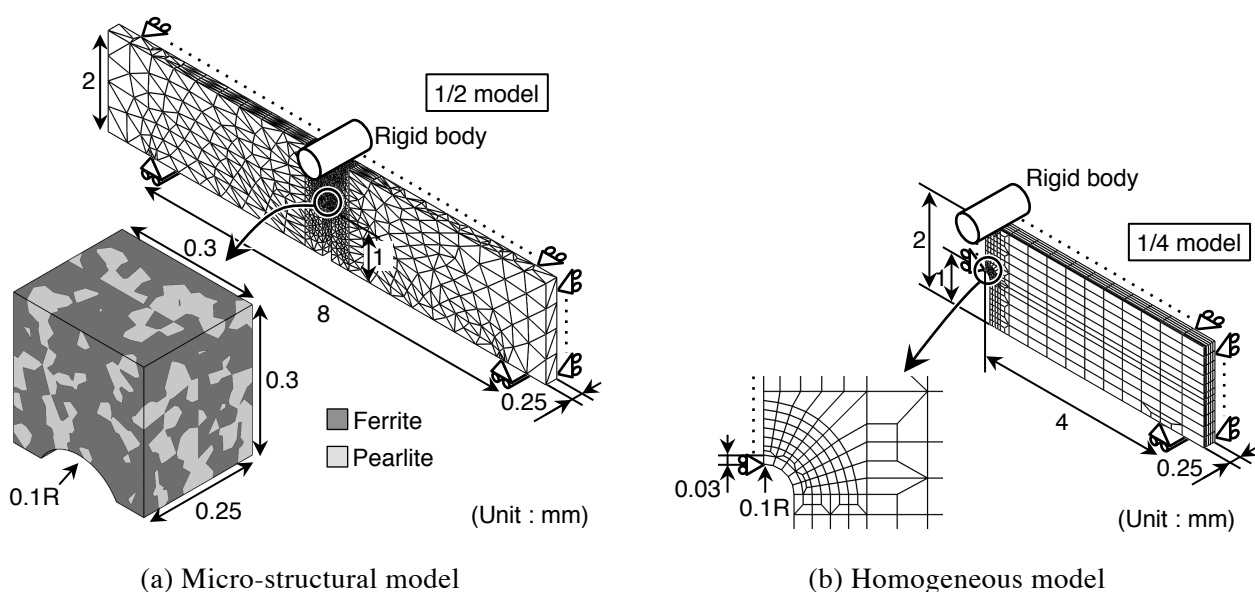 2
1/2 model
Rigid body
1
8
0.25
0.3
0.3
0.25
0.1R
Ferrite
Pearlite
(Unit : mm)
(a) Micro-structural model
Rigid body
1/4 model
2
1
4
0.25
0.03
0.1R
(Unit : mm)
(b) Homogeneous model